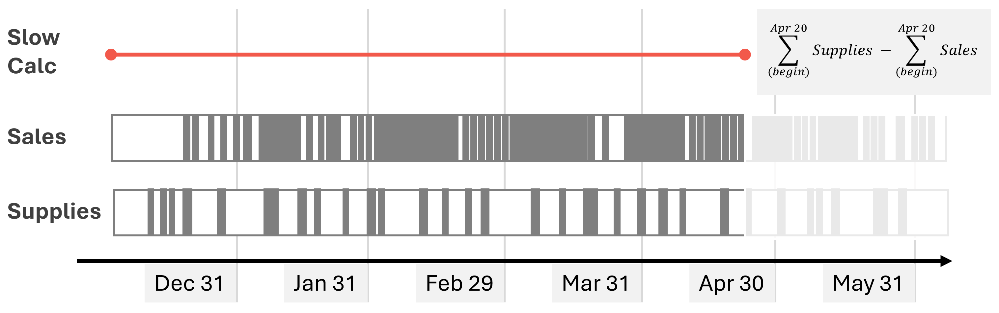 Slow
Calc
Apr 20
∑ Supplies − 
(begin)
Apr 20
∑ Sales
(begin)
Sales
Supplies
Dec 31
Jan 31
Feb 29
Mar 31
Apr 30
May 31